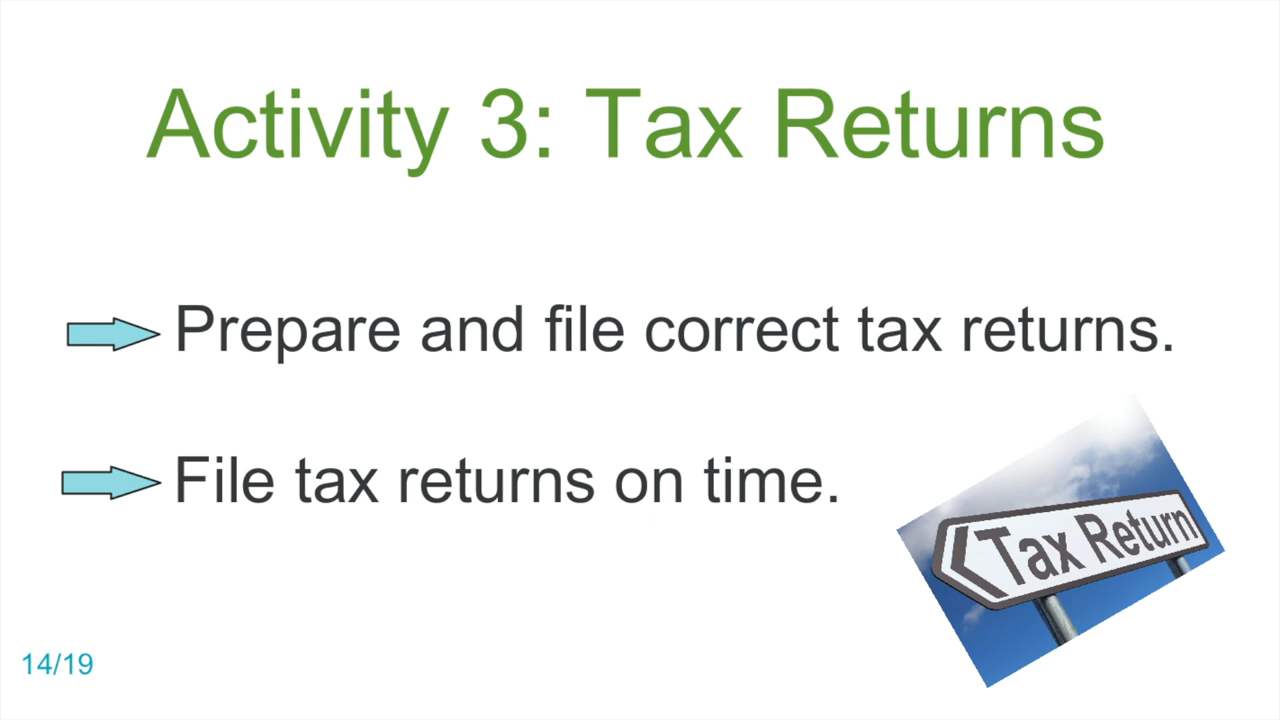 Activity 3: Tax Returns
Prepare and file correct tax returns.
File tax returns on time.
Tax Return
14/19